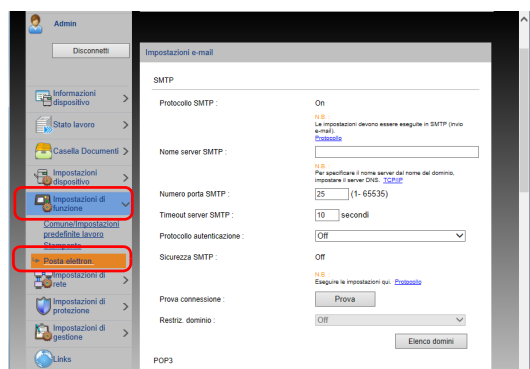 Admin
Disconnetti
Informazioni
dispositivo
Stato lavoro
Casella Documenti
Impostazioni
dispositivo
Impostazioni di
funzione
Comune/Impostazioni
predefinite lavoro
Stampante
Posta elettron.
Impostazioni di
rete
Impostazioni di
protezione
Impostazioni di
gestione
Links
Impostazioni e-mail
SMTP
Protocollo SMTP : On
N.B.:
Le impostazioni devono essere eseguite in SMTP (invio
e-mail).
Protocollo
Nome server SMTP :
N.B.:
Per specificare il nome server dal nome del dominio,
impostare il server DNS. TCP/IP
Numero porta SMTP : 25 (1- 65535)
Timeout server SMTP : 10 secondi
Protocollo autenticazione : Off
Sicurezza SMTP : Off
N.B.:
Eseguire le impostazioni qui. Protocollo
Prova connessione : Prova
Restriz. dominio : Off
Elenco domini
POP3